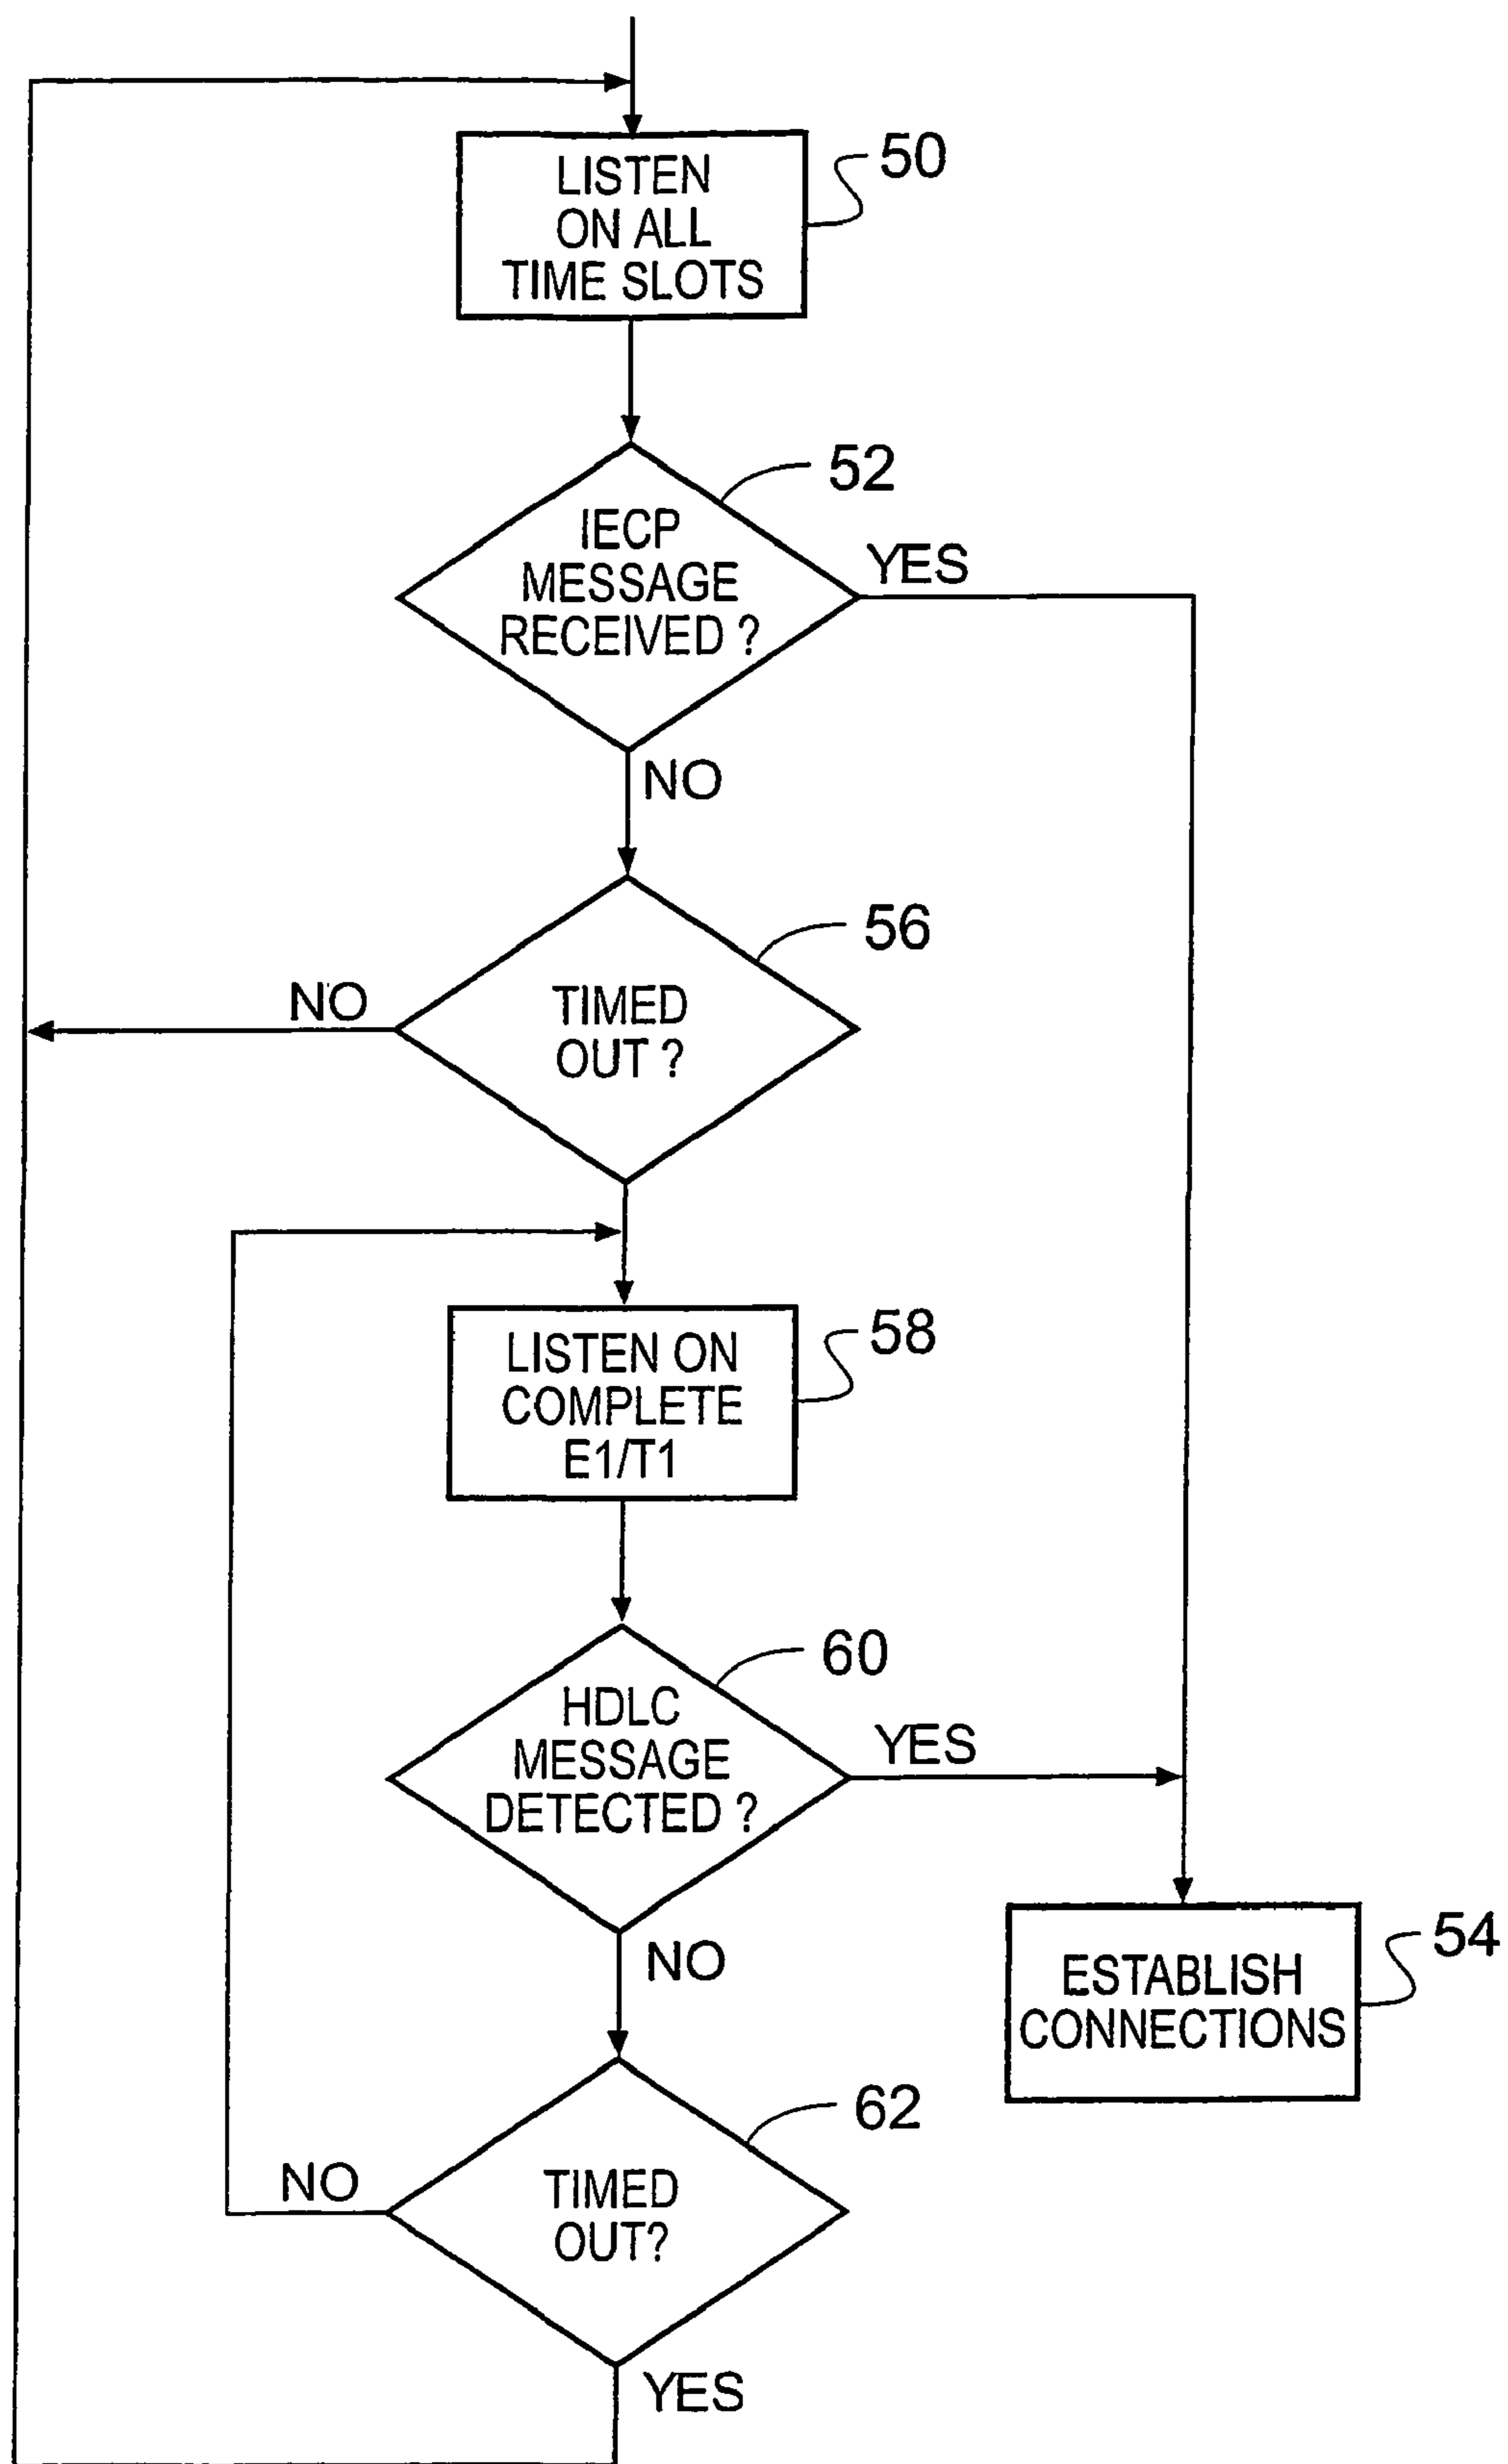 LISTEN
ON ALL
TIME SLOTS
50
IECP
MESSAGE
RECEIVED ?
52
YES
NO
TIMED
OUT ?
56
NO
LISTEN ON
COMPLETE
E1/T1
58
HDLC
MESSAGE
DETECTED ?
60
YES
NO
ESTABLISH
CONNECTIONS
54
TIMED
OUT?
62
NO
YES